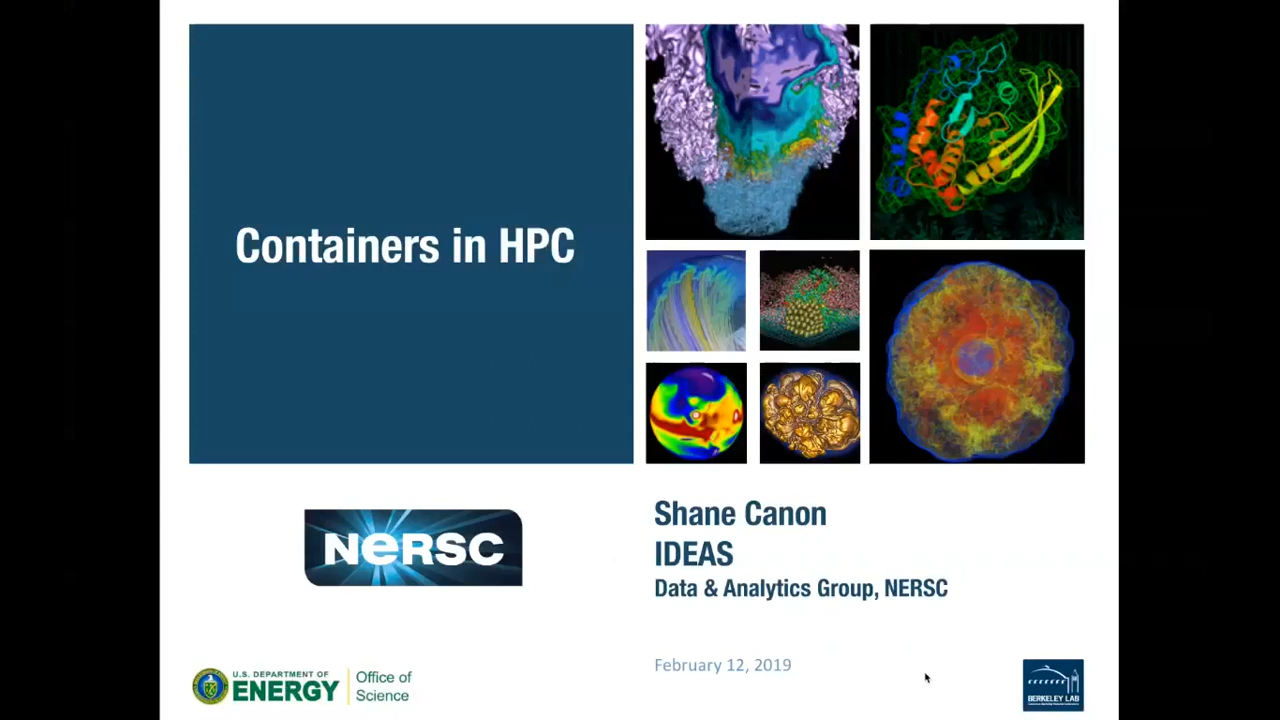 Containers in HPC
NERSC
Shane Canon
IDEAS
Data & Analytics Group, NERSC
February 12, 2019
U.S. DEPARTMENT OF
ENERGY
Office of
Science
BERKELEY LAB